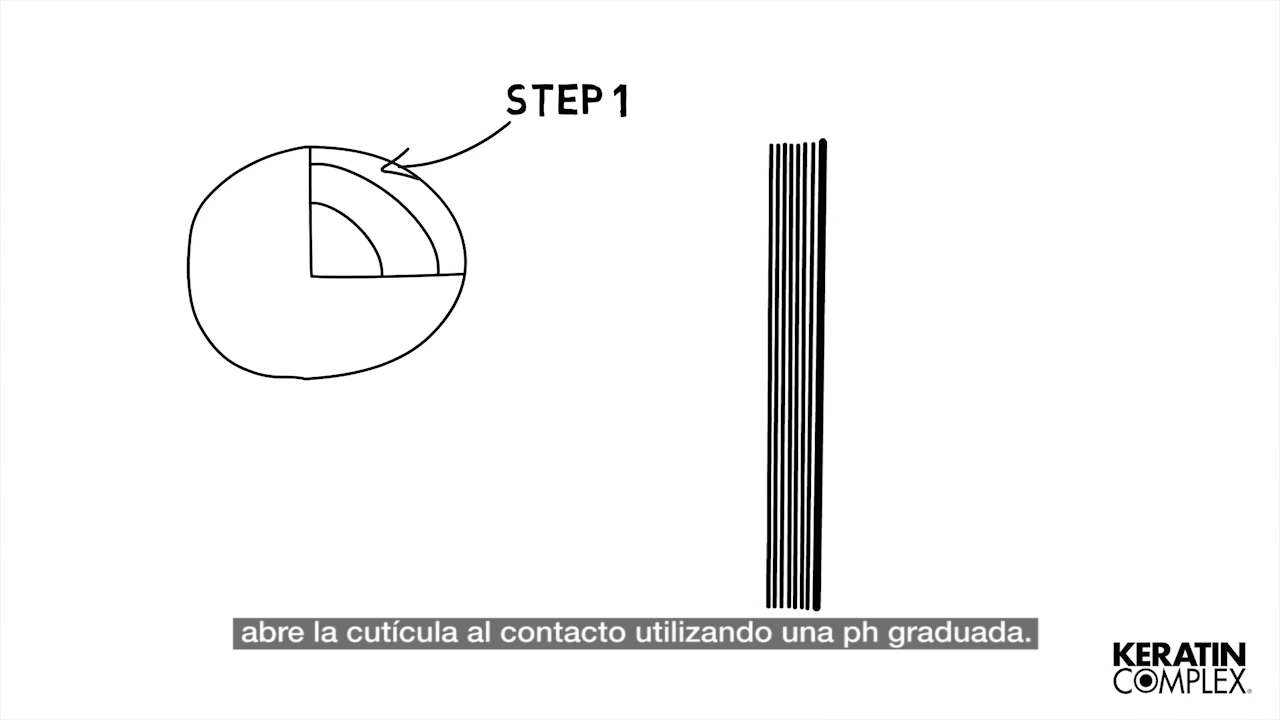 STEP 1
abre la cutícula al contacto utilizando una ph graduada.
KERATIN
COMPLEX®